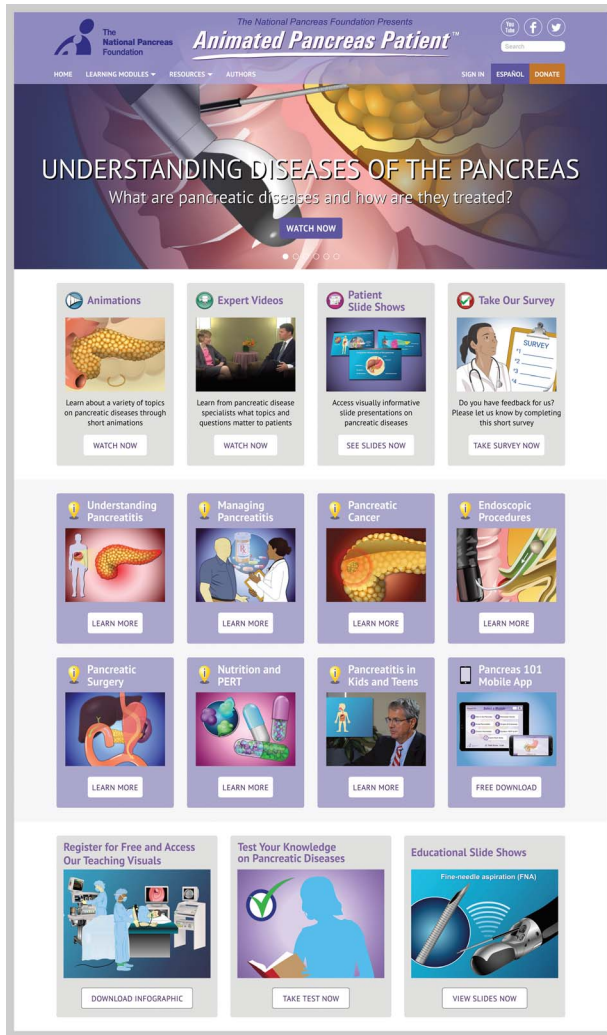 The National Pancreas Foundation Presents
The
National Pancreas
Foundation
Animated Pancreas Patient™
You
Tube
Search
HOME LEARNING MODULES RESOURCES AUTHORS SIGN IN ESPAÑOL DONATE
UNDERSTANDING DISEASES OF THE PANCREAS
What are pancreatic diseases and how are they treated?
WATCH NOW
Animations
Learn about a variety of topics
on pancreatic diseases through
short animations
WATCH NOW
Expert Videos
Learn from pancreatic disease
specialists what topics and
questions matter to patients
WATCH NOW
Patient
Slide Shows
Access visually informative
slide presentations on
pancreatic diseases
SEE SLIDES NOW
Take Our Survey
SURVEY
#1
#2
#3
#4
Do you have feedback for us?
Please let us know by completing
this short survey
TAKE SURVEY NOW
Understanding
Pancreatitis
LEARN MORE
Managing
Pancreatitis
LEARN MORE
Pancreatic
Cancer
LEARN MORE
Endoscopic
Procedures
LEARN MORE
Pancreatic
Surgery
LEARN MORE
Nutrition and
PERT
LEARN MORE
Pancreatitis in
Kids and Teens
LEARN MORE
Pancreas 101
Mobile App
FREE DOWNLOAD
Register for Free and Access
Our Teaching Visuals
DOWNLOAD INFOGRAPHIC
Test Your Knowledge
on Pancreatic Diseases
TAKE TEST NOW
Educational Slide Shows
Fine-needle aspiration (FNA)
VIEW SLIDES NOW